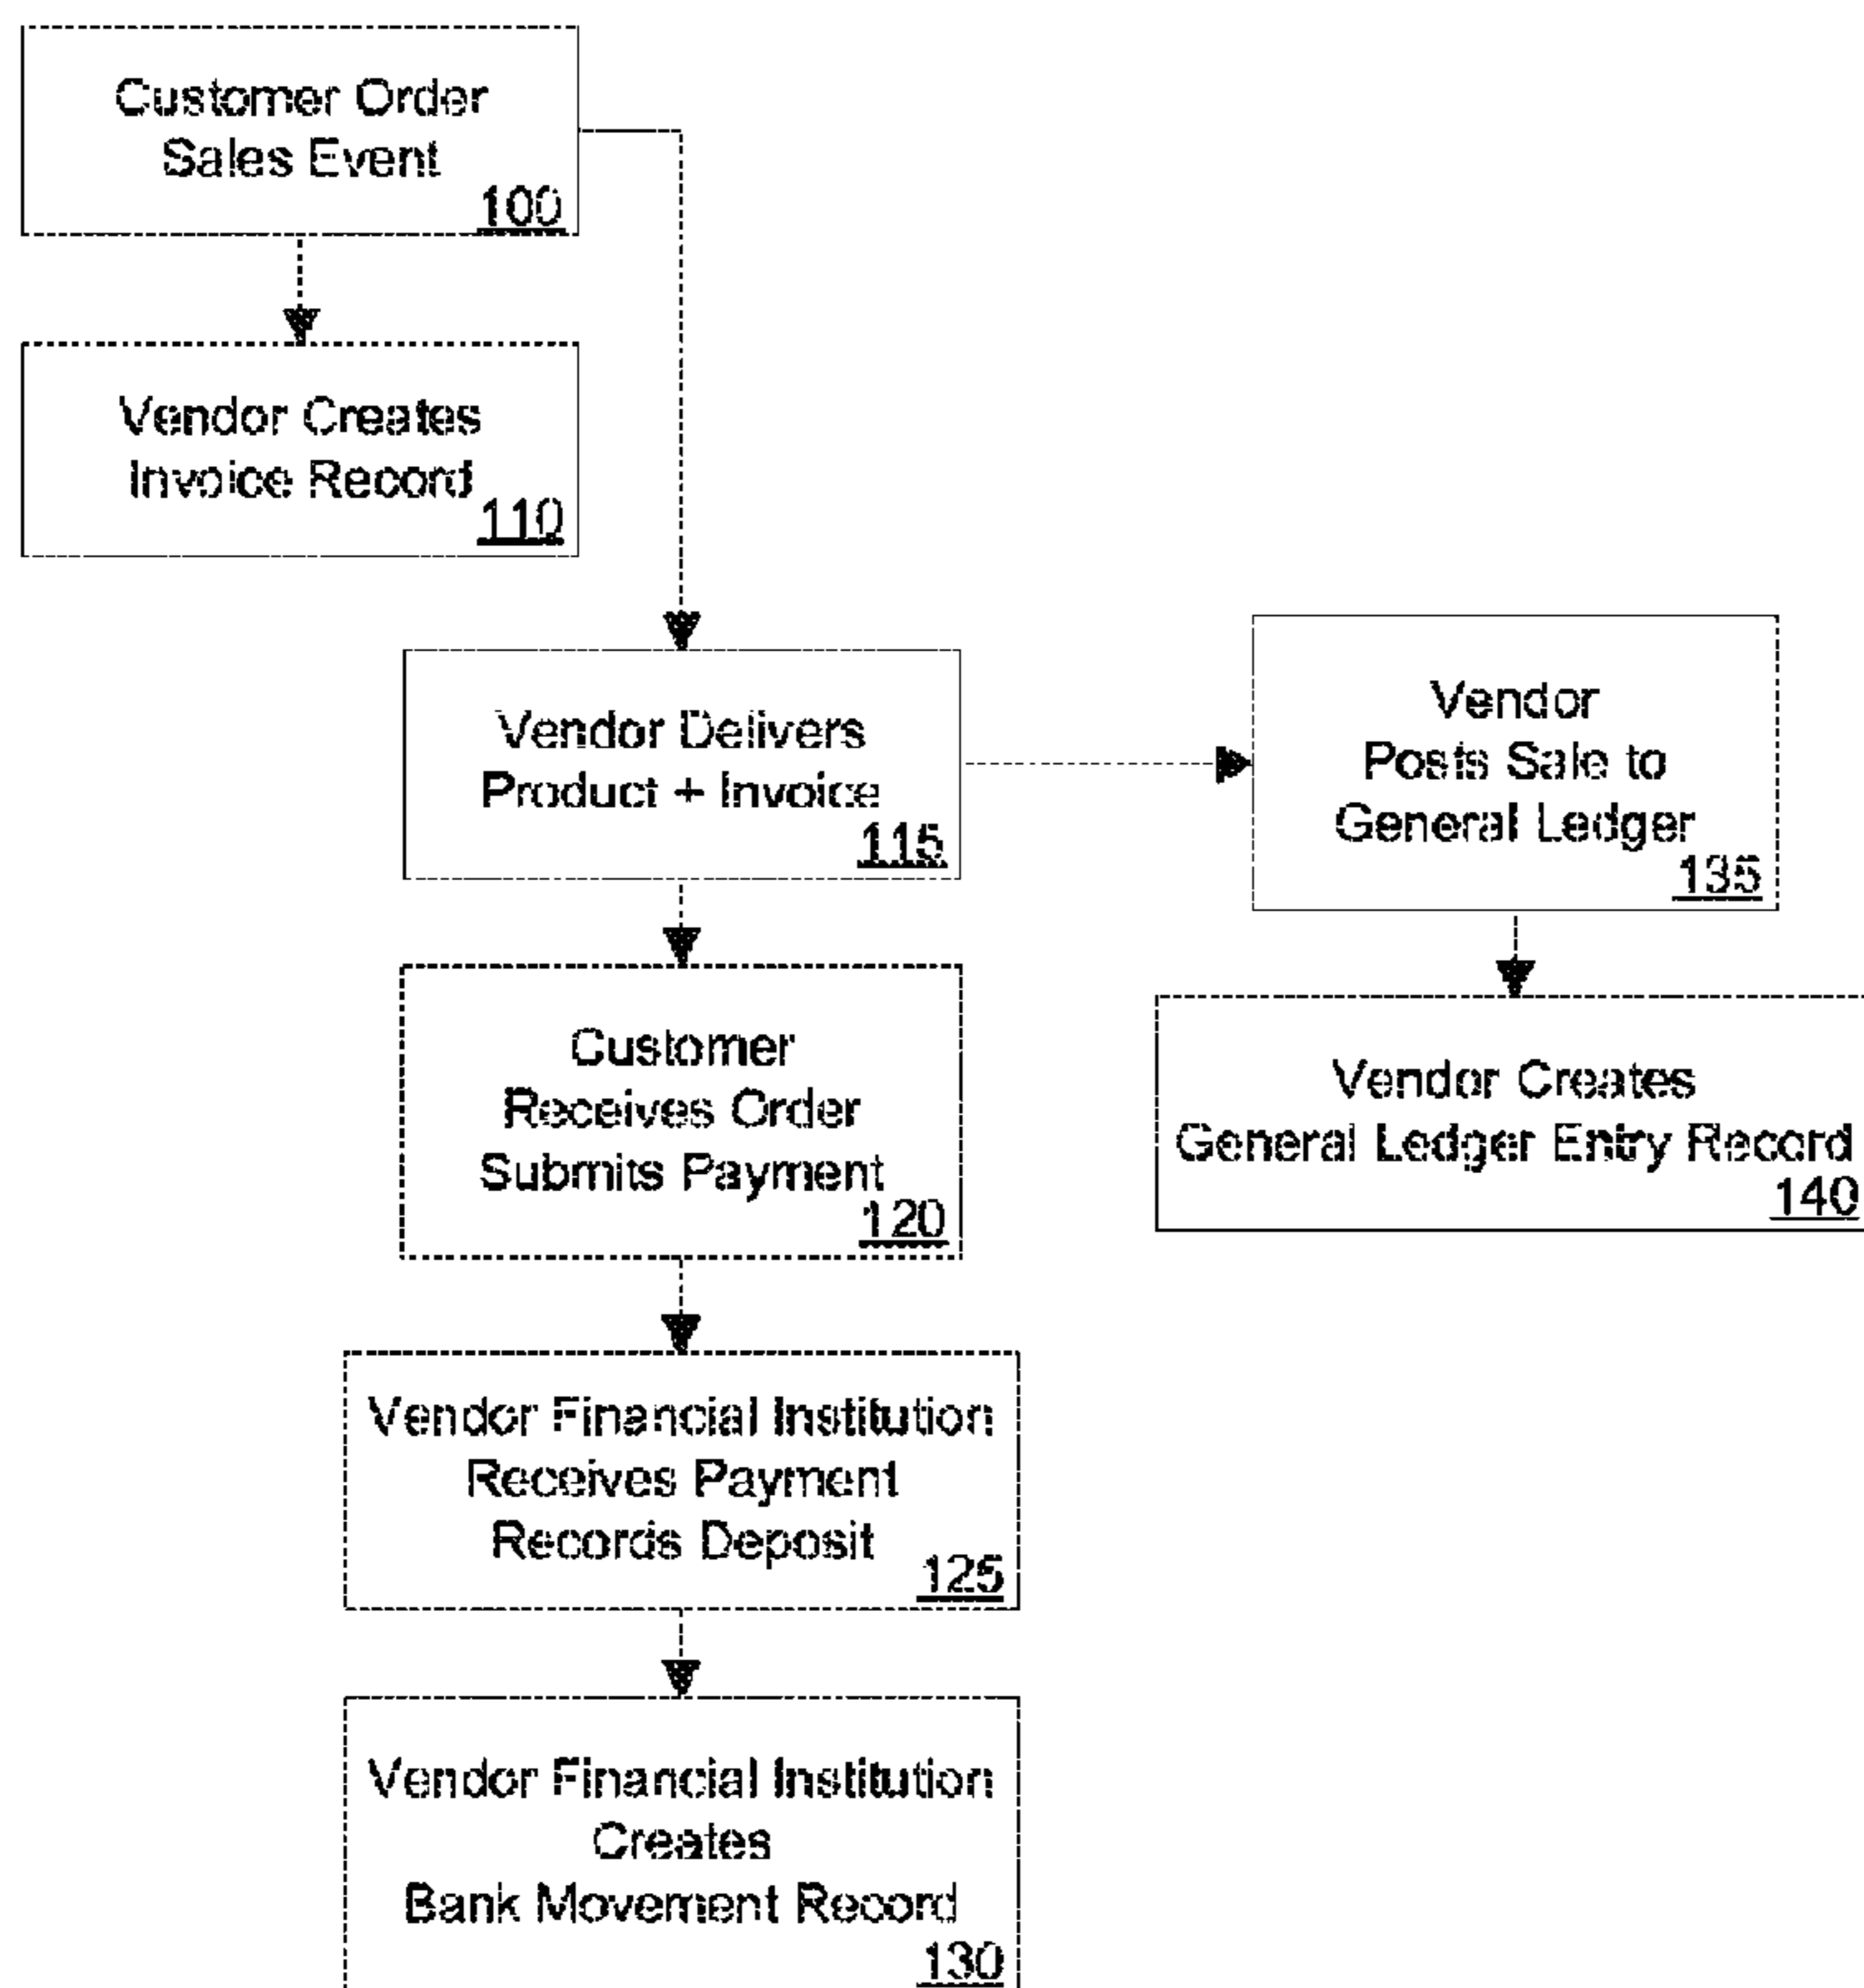 Customer Order
Sales Event
100
Vendor Creates
Invoice Record
110
Vendor Delivers
Product + Invoice
115
Vendor
Posts Sale to
General Ledger
135
Customer
Receives Order
Submits Payment
120
Vendor Creates
General Ledger Entry Record
140
Vendor Financial Institution
Receives Payment
Records Deposit
125
Vendor Financial Institution
Creates
Bank Movement Record
130